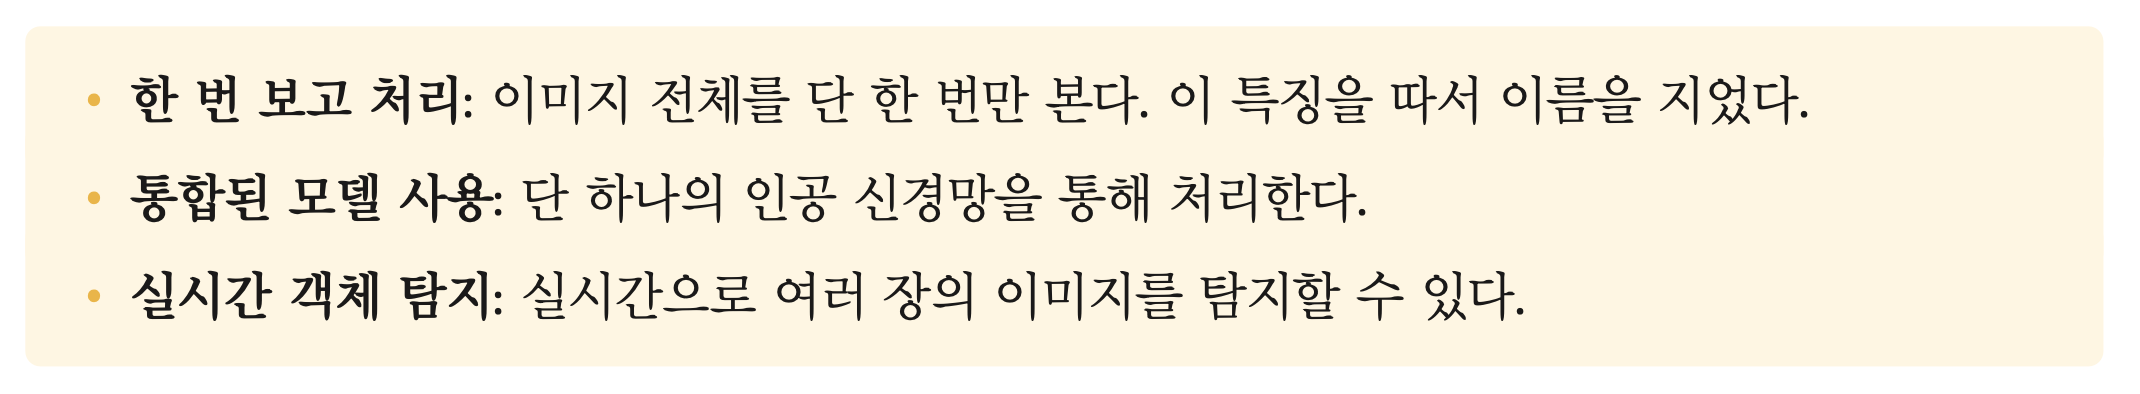 • 한 번 보고 처리: 이미지 전체를 단 한 번만 본다. 이 특징을 따서 이름을 지었다.
• 통합된 모델 사용: 단 하나의 인공 신경망을 통해 처리한다.
• 실시간 객체 탐지: 실시간으로 여러 장의 이미지를 탐지할 수 있다.